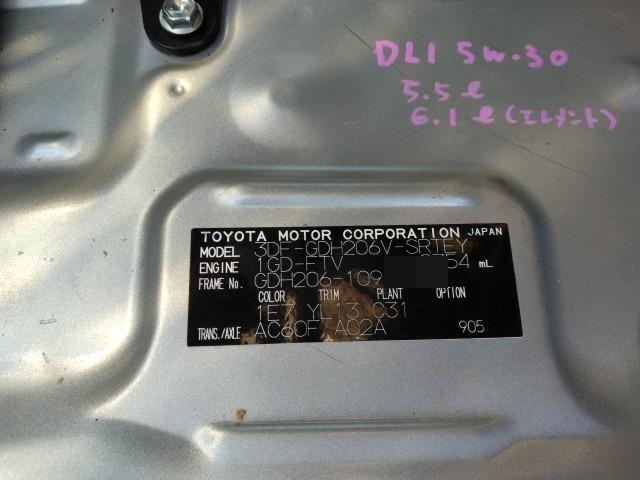 DL1 5w-30
5.5ℓ
6.1ℓ(エレメント)
TOYOTA MOTOR CORPORATION JAPAN
MODEL 3DF-GDH206V-SRTEY
ENGINE 1GD-FTV 54 mL
FRAME No. GDH206-109
COLOR TRIM PLANT OPTION
1E7 YL13 C31
TRANS./AXLE AC60F A02A 905